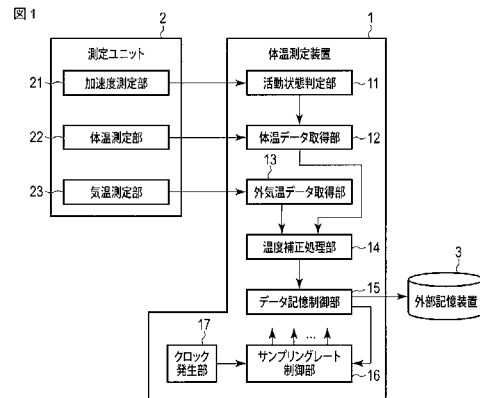 図1
2
1
測定ユニット
体温測定装置
21
加速度測定部
活動状態判定部
11
22
体温測定部
体温データ取得部
12
13
23
気温測定部
外気温データ取得部
温度補正処理部
14
15
3
データ記憶制御部
外部記憶装置
17
…
クロック
発生部
サンプリングレート
制御部
16